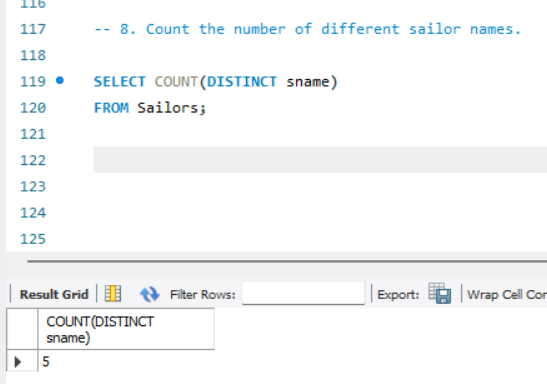 116
117 -- 8. Count the number of different sailor names.
118
119 SELECT COUNT(DISTINCT sname)
120 FROM Sailors;
121
122
123
124
125
Result Grid Filter Rows: Export: Wrap Cell Con
COUNT(DISTINCT
sname)
5